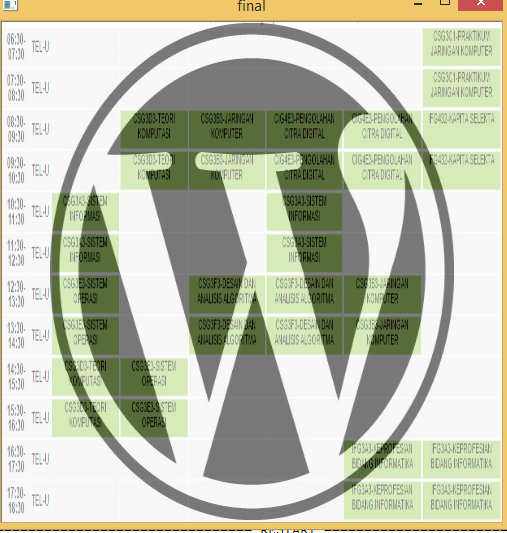 final
06:30- TEL-U CSG3D1-PRAKTIKUM
07:30 JARINGAN KOMPUTER
07:30- TEL-U CSG3D1-PRAKTIKUM
08:30 JARINGAN KOMPUTER
08:30- TEL-U CSG3D3-TEORI CSG3E3-JARINGAN CIG4E3-PENGOLAHAN CIG4E3-PENGOLAHAN IFG432-KAPITA SELEKTA
09:30 KOMPUTASI KOMPUTER CITRA DIGITAL CITRA DIGITAL
09:30- TEL-U CSG3D3-TEORI CSG3E3-JARINGAN CIG4E3-PENGOLAHAN CIG4E3-PENGOLAHAN IFG432-KAPITA SELEKTA
10:30 KOMPUTASI KOMPUTER CITRA DIGITAL CITRA DIGITAL
10:30- TEL-U CSG3A3-SISTEM CSG3A3-SISTEM
11:30 INFORMASI INFORMASI
11:30- TEL-U CSG3A3-SISTEM CSG3A3-SISTEM
12:30 INFORMASI INFORMASI
12:30- TEL-U CSG3E3-SISTEM CSG3F3-DESAIN DAN CSG3F3-DESAIN DAN CSG3E3-JARINGAN
13:30 OPERASI ANALISIS ALGORITMA ANALISIS ALGORITMA KOMPUTER
13:30- TEL-U CSG3E3-SISTEM CSG3F3-DESAIN DAN CSG3F3-DESAIN DAN CSG3E3-JARINGAN
14:30 OPERASI ANALISIS ALGORITMA ANALISIS ALGORITMA KOMPUTER
14:30- TEL-U CSG3D3-TEORI CSG3E3-SISTEM
15:30 KOMPUTASI OPERASI
15:30- TEL-U CSG3D3-TEORI CSG3E3-SISTEM
16:30 KOMPUTASI OPERASI
16:30- TEL-U IFG3A3-KEPROFESIAN IFG3A3-KEPROFESIAN
17:30 BIDANG INFORMATIKA BIDANG INFORMATIKA
17:30- TEL-U IFG3A3-KEPROFESIAN IFG3A3-KEPROFESIAN
18:30 BIDANG INFORMATIKA BIDANG INFORMATIKA